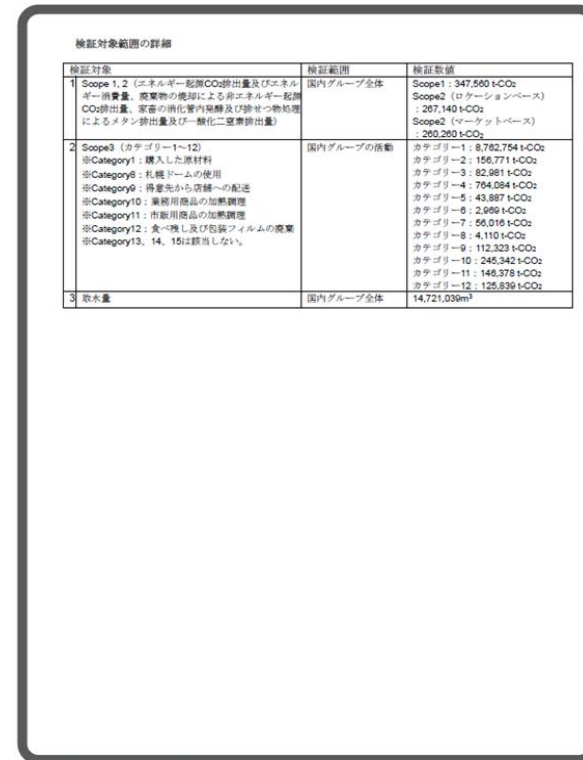 検証対象範囲の詳細
検証対象 検証範囲 検証数値
1 Scope 1, 2（エネルギー起源CO₂排出量及びエネルギー消費量、廃棄物の焼却による非エネルギー起源CO₂排出量、家畜の消化管内発酵及び排せつ物処理によるメタン排出量及び一酸化二窒素排出量） 国内グループ全体 Scope1：347,560 t-CO₂
Scope2（ロケーションベース）
：267,140 t-CO₂
Scope2（マーケットベース）
：260,260 t-CO₂
2 Scope3（カテゴリー1～12） 国内グループの活動 カテゴリー1：8,762,754 t-CO₂
※Category1：購入した原材料 カテゴリー2：156,771 t-CO₂
※Category8：札幌ドームの使用 カテゴリー3：82,981 t-CO₂
※Category9：得意先から店舗への配送 カテゴリー4：764,084 t-CO₂
※Category10：業務用商品の加熱調理 カテゴリー5：43,887 t-CO₂
※Category11：市販用商品の加熱調理 カテゴリー6：2,969 t-CO₂
※Category12：食べ残し及び包装フィルムの廃棄 カテゴリー7：56,016 t-CO₂
※Category13、14、15は該当しない。 カテゴリー8：4,110 t-CO₂
カテゴリー9：112,323 t-CO₂
カテゴリー10：245,342 t-CO₂
カテゴリー11：146,378 t-CO₂
カテゴリー12：125,839 t-CO₂
3 取水量 国内グループ全体 14,721,039m³